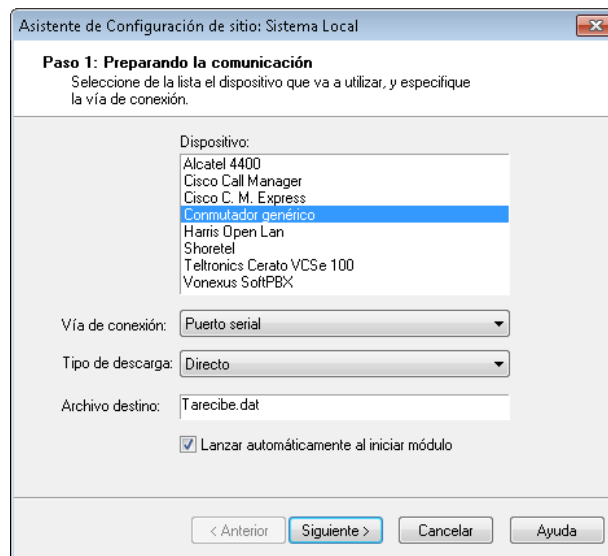 Asistente de Configuración de sitio: Sistema Local
Paso 1: Preparando la comunicación
Seleccione de la lista el dispositivo que va a utilizar, y especifique
la vía de conexión.
Dispositivo:
Alcatel 4400
Cisco Call Manager
Cisco C. M. Express
Conmutador genérico
Harris Open Lan
Shoretel
Teltronics Cerato VCSe 100
Vonexus SoftPBX
Vía de conexión: Puerto serial
Tipo de descarga: Directo
Archivo destino: Tarecibe.dat
Lanzar automáticamente al iniciar módulo
< Anterior Siguiente > Cancelar Ayuda